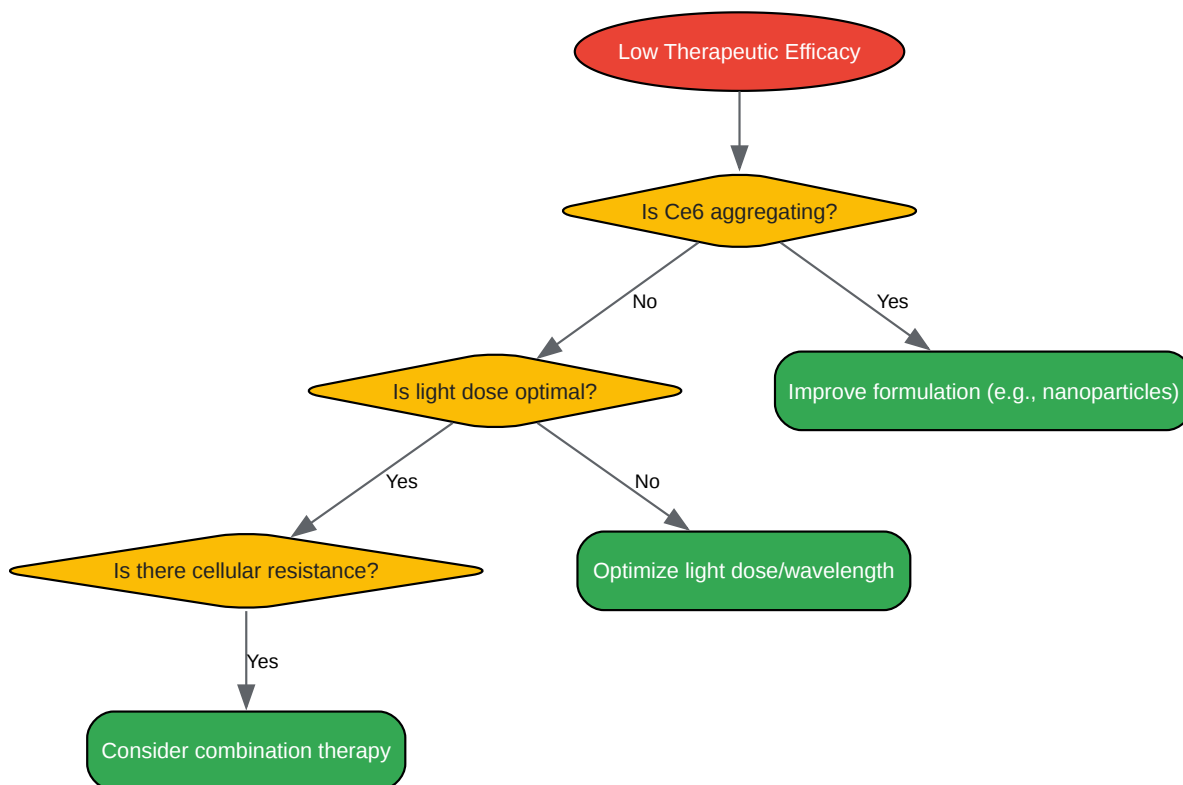 Low Therapeutic Efficacy
Is Ce6 aggregating?
No
Yes
Is light dose optimal?
Improve formulation (e.g., nanoparticles)
Yes
No
Is there cellular resistance?
Optimize light dose/wavelength
Yes
Consider combination therapy